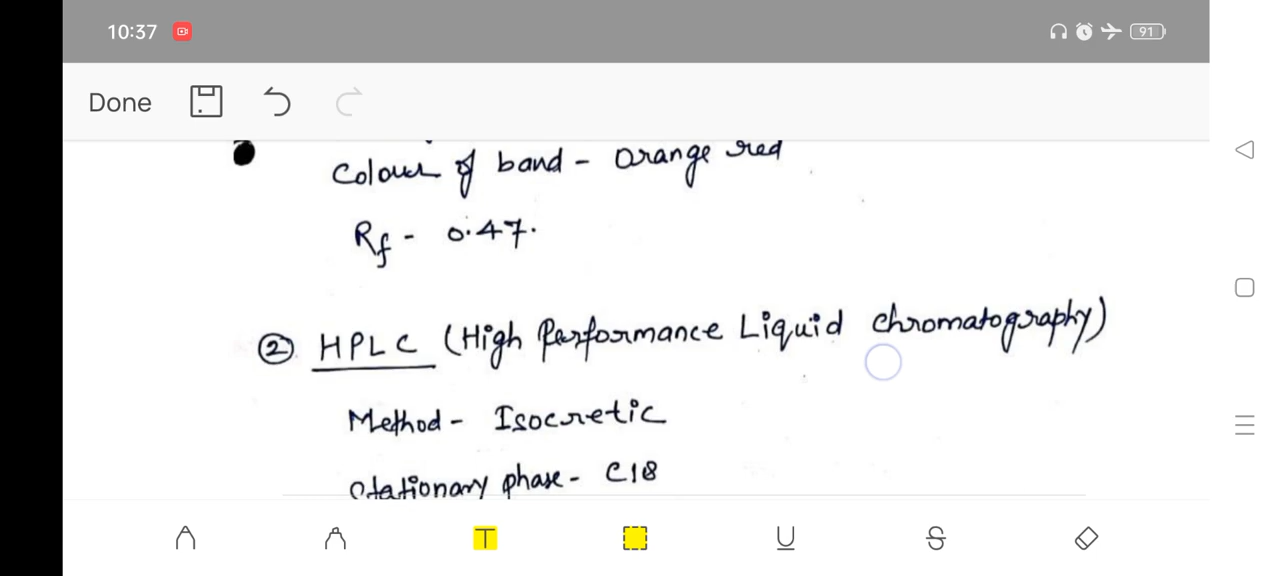 10:37
91
Done
Colour of band - Orange red
Rf - 0.47.
② HPLC (High Performance Liquid Chromatography)
Method - Isocretic
Stationary phase - C18
T
U
S